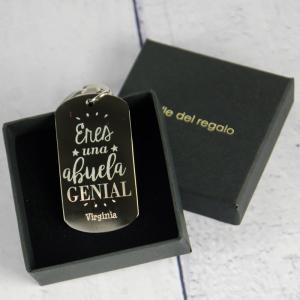 Eres
una
abuela
GENIAL
Virginia
del regalo